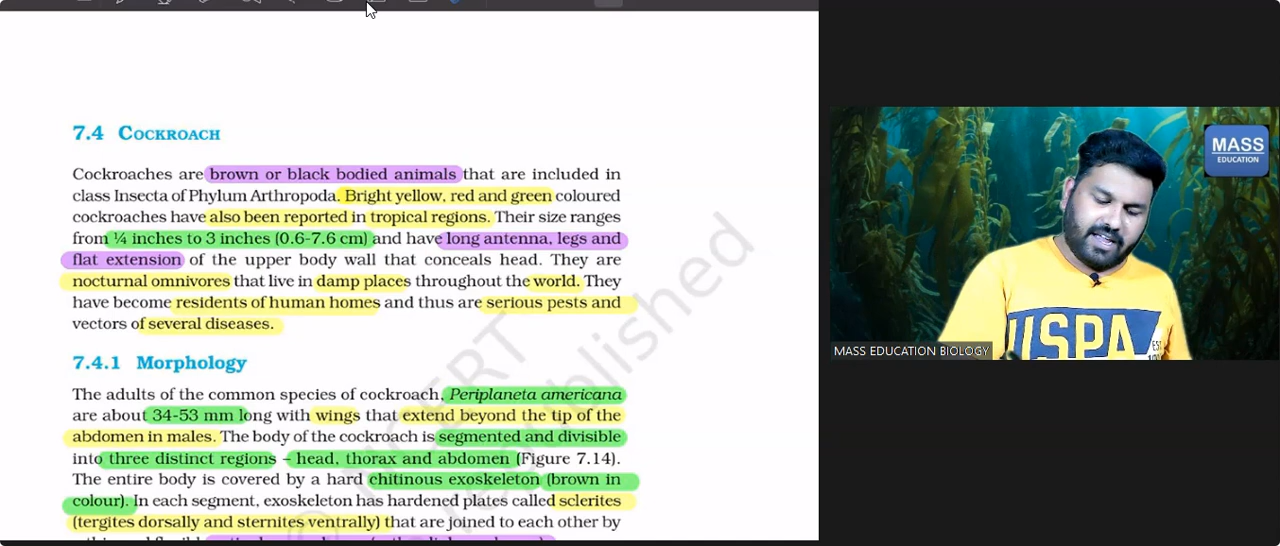 7.4 COCKROACH
Cockroaches are brown or black bodied animals that are included in
class Insecta of Phylum Arthropoda. Bright yellow, red and green coloured
cockroaches have also been reported in tropical regions. Their size ranges
from ¼ inches to 3 inches (0.6-7.6 cm) and have long antenna, legs and
flat extension of the upper body wall that conceals head. They are
nocturnal omnivores that live in damp places throughout the world. They
have become residents of human homes and thus are serious pests and
vectors of several diseases.
7.4.1 Morphology
The adults of the common species of cockroach, Periplaneta americana
are about 34-53 mm long with wings that extend beyond the tip of the
abdomen in males. The body of the cockroach is segmented and divisible
into three distinct regions – head, thorax and abdomen (Figure 7.14).
The entire body is covered by a hard chitinous exoskeleton (brown in
colour). In each segment, exoskeleton has hardened plates called sclerites
(tergites dorsally and sternites ventrally) that are joined to each other by
© NCERT
republished
MASS
EDUCATION
USPA
MASS EDUCATION BIOLOGY